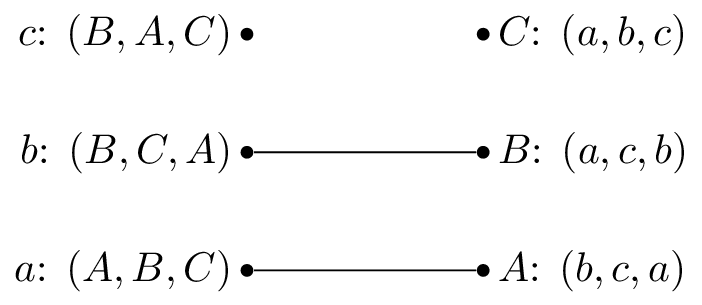 c: (B, A, C) C: (a, b, c)
b: (B, C, A) B: (a, c, b)
a: (A, B, C) A: (b, c, a)